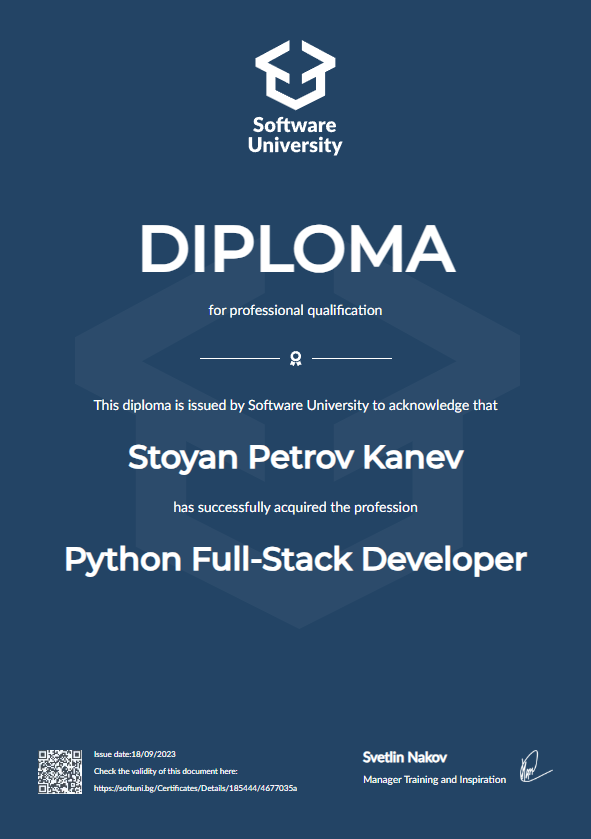 Software
University
DIPLOMA
for professional qualification
This diploma is issued by Software University to acknowledge that
Stoyan Petrov Kanev
has successfully acquired the profession
Python Full-Stack Developer
Issue date:18/09/2023
Check the validity of this document here:
https://softuni.bg/Certificates/Details/185444/4677035a
Svetlin Nakov
Manager Training and Inspiration